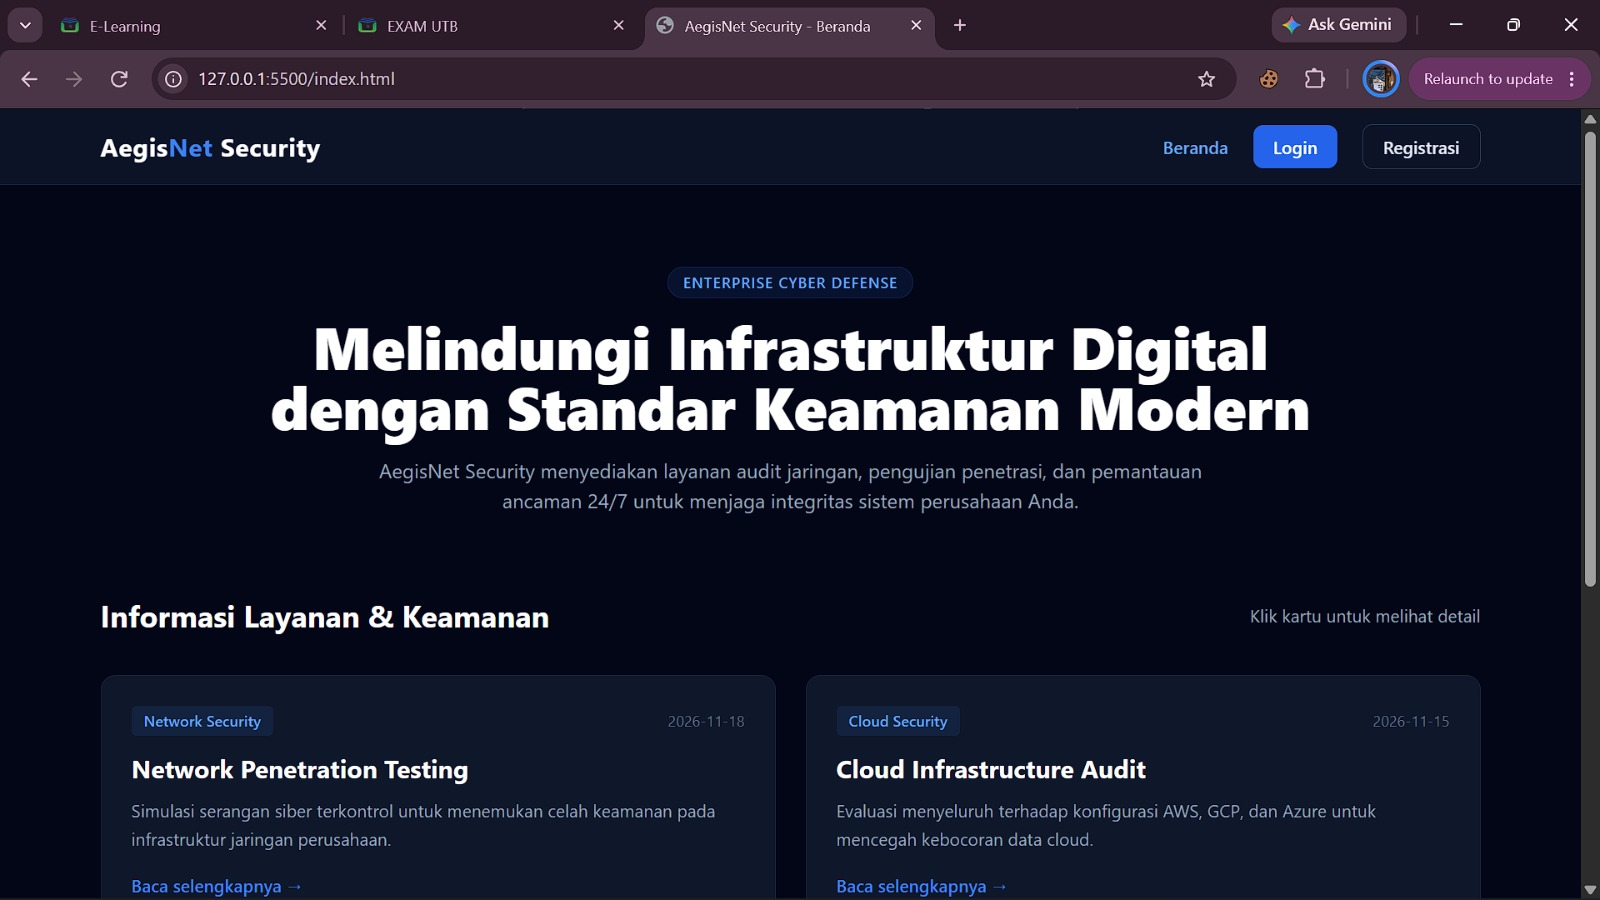 E-Learning
EXAM UTB
AegisNet Security - Beranda
Ask Gemini
127.0.0.1:5500/index.html
Relaunch to update
AegisNet Security
Beranda
Login
Registrasi
ENTERPRISE CYBER DEFENSE
Melindungi Infrastruktur Digital
dengan Standar Keamanan Modern
AegisNet Security menyediakan layanan audit jaringan, pengujian penetrasi, dan pemantauan
ancaman 24/7 untuk menjaga integritas sistem perusahaan Anda.
Informasi Layanan & Keamanan
Klik kartu untuk melihat detail
Network Security
2026-11-18
Network Penetration Testing
Simulasi serangan siber terkontrol untuk menemukan celah keamanan pada
infrastruktur jaringan perusahaan.
Baca selengkapnya →
Cloud Security
2026-11-15
Cloud Infrastructure Audit
Evaluasi menyeluruh terhadap konfigurasi AWS, GCP, dan Azure untuk
mencegah kebocoran data cloud.
Baca selengkapnya →